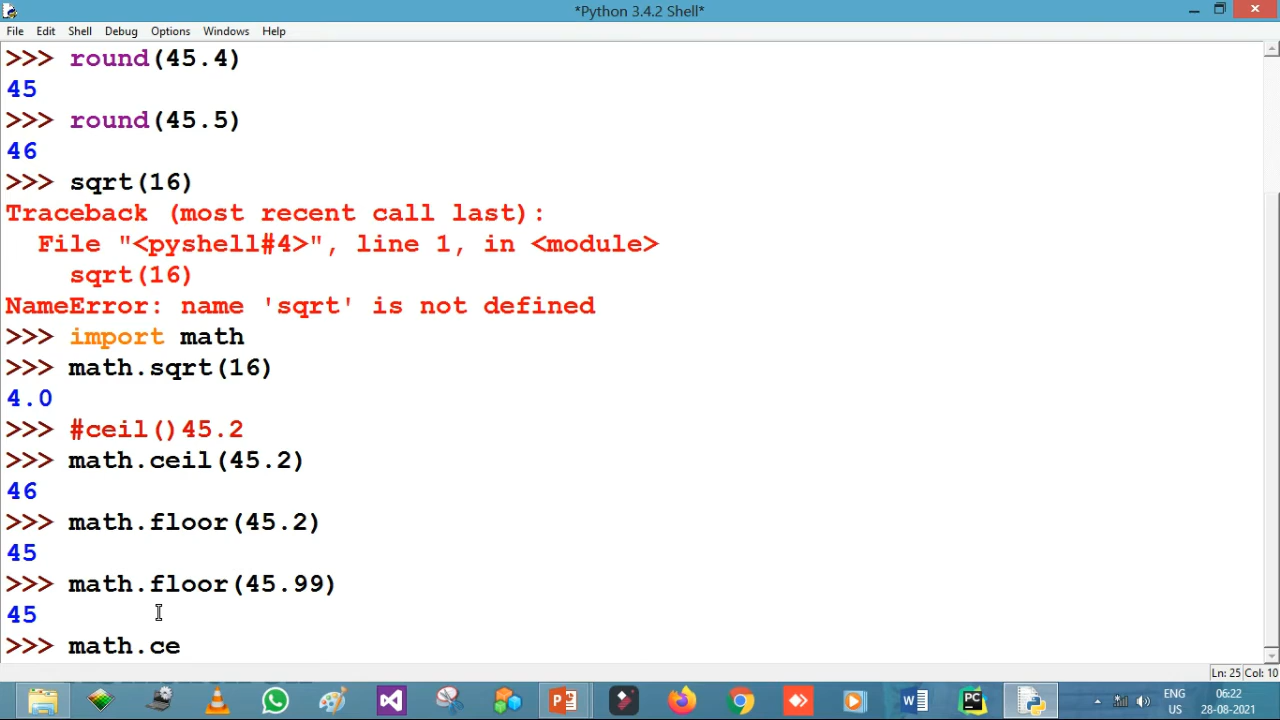 *Python 3.4.2 Shell*
File Edit Shell Debug Options Windows Help
>>> round(45.4)
45
>>> round(45.5)
46
>>> sqrt(16)
Traceback (most recent call last):
  File "<pyshell#4>", line 1, in <module>
    sqrt(16)
NameError: name 'sqrt' is not defined
>>> import math
>>> math.sqrt(16)
4.0
>>> #ceil()45.2
>>> math.ceil(45.2)
46
>>> math.floor(45.2)
45
>>> math.floor(45.99)
45
>>> math.ce
Ln: 25 Col: 10
ENG 06:22
US 28-08-2021